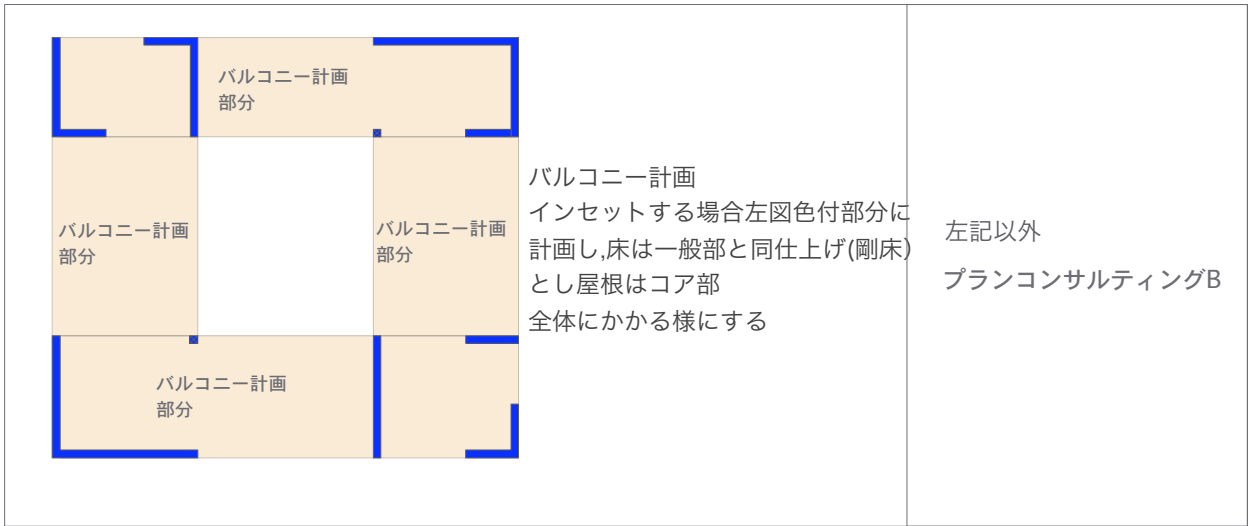 バルコニー計画
部分
バルコニー計画
部分
バルコニー計画
部分
バルコニー計画
部分
バルコニー計画
インセットする場合左図色付部分に
計画し,床は一般部と同仕上げ(剛床）
とし屋根はコア部
全体にかかる様にする
左記以外
プランコンサルティングB